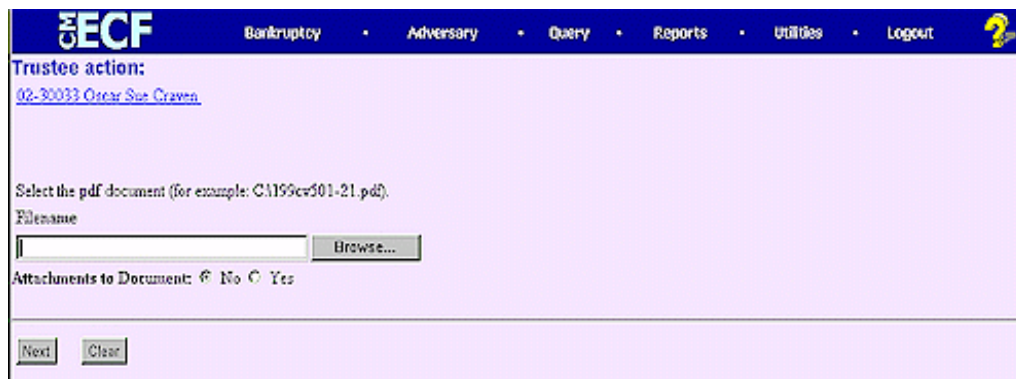 CM ECF Bankruptcy • Adversary • Query • Reports • Utilities • Logout ?
Trustee action:
02-30033 Oscar Sue Craven
Select the pdf document (for example: C:\199cv501-21.pdf).
Filename
Browse...
Attachments to Document: No Yes
Next Clear